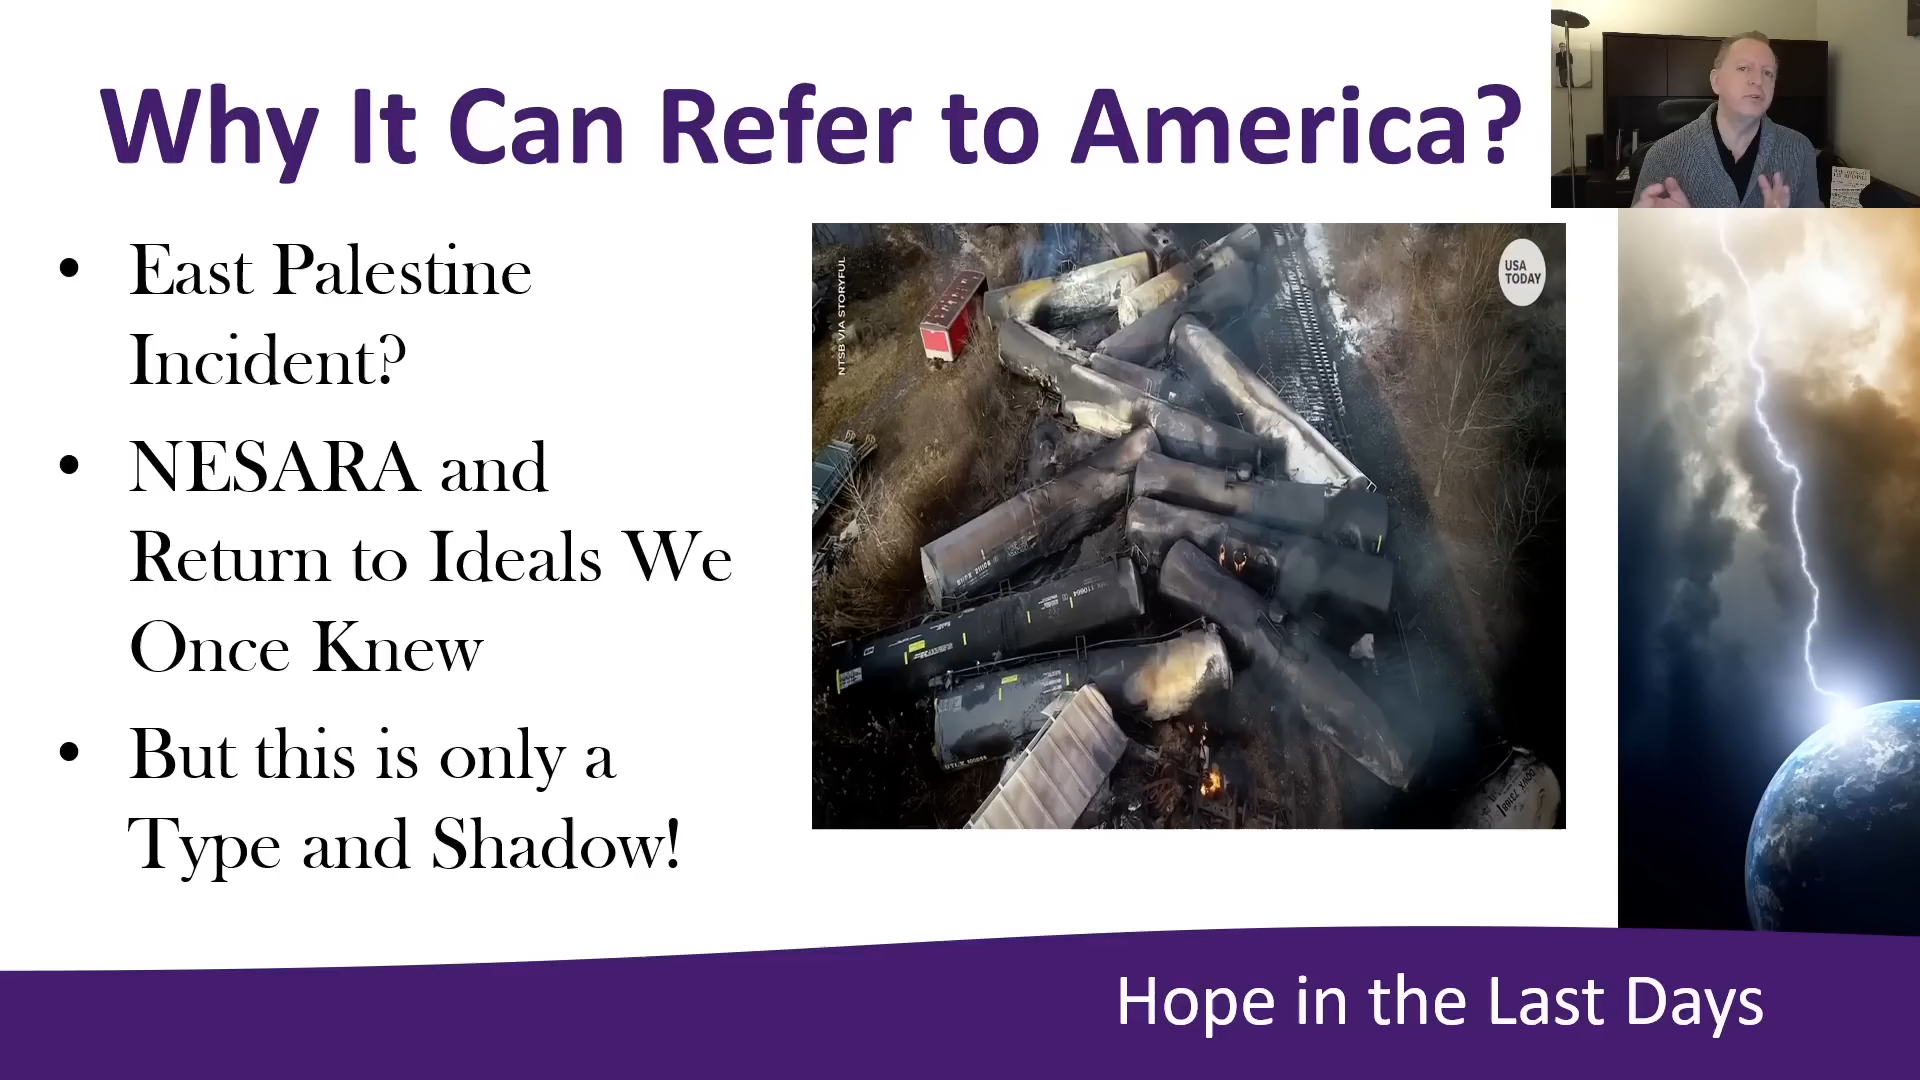 Why It Can Refer to America?
• East Palestine
Incident?
• NESARA and
Return to Ideals We
Once Knew
• But this is only a
Type and Shadow!
NTSB VIA STORYFUL
USA
TODAY
Hope in the Last Days